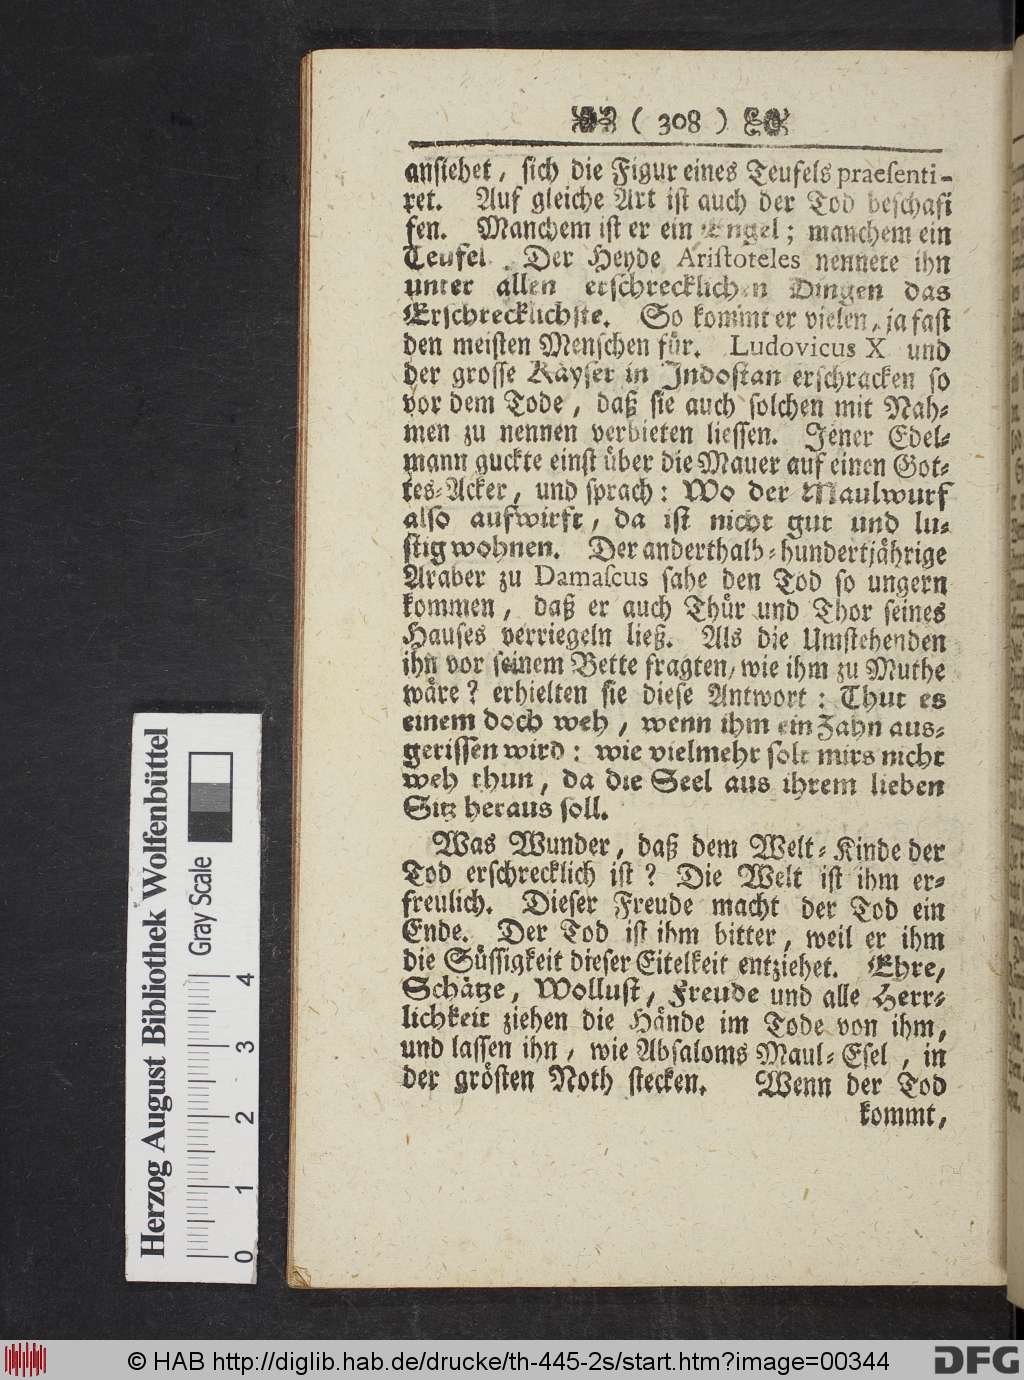 ( 308 )
ansiehet, sich die Figur eines Teufels praesenti-
ret. Auf gleiche Art ist auch der Tod beschaf
fen. Manchem ist er ein Engel; manchem ein
Teufel. Der Heyde Aristoteles nennete ihn
unter allen erschrecklichen Dingen das
Erschrecklichste. So kommt er vielen, ja fast
den meisten Menschen für. Ludovicus X und
der grosse Käyser in Indostan erschracken so
vor dem Tode, daß sie auch solchen mit Nah-
men zu nennen verbieten liessen. Jener Edel-
mann guckte einst über die Mauer auf einen Got-
tes-Acker, und sprach: Wo der Maulwurf
also aufwirft, da ist nicht gut und lu-
stig wohnen. Der anderthalb-hundertjährige
Araber zu Damascus sahe den Tod so ungern
kommen, daß er auch Thür und Thor seines
Hauses verriegeln ließ. Als die Umstehenden
ihn vor seinem Bette fragten, wie ihm zu Muthe
wäre? erhielten sie diese Antwort: Thut es
einem doch weh, wenn ihm ein Zahn aus-
gerissen wird: wie vielmehr solt mirs nicht
weh thun, da die Seel aus ihrem lieben
Sitz heraus soll.
Was Wunder, daß dem Welt-Kinde der
Tod erschrecklich ist? Die Welt ist ihm er-
freulich. Dieser Freude macht der Tod ein
Ende. Der Tod ist ihm bitter, weil er ihm
die Süssigkeit dieser Eitelkeit entziehet. Ehre,
Schätze, Wollust, Freude und alle Herr-
lichkeit ziehen die Hände im Tode von ihm,
und lassen ihn, wie Absaloms Maul-Esel, in
der grösten Noth stecken. Wenn der Tod
kommt,
Herzog August Bibliothek Wolfenbüttel
Gray Scale
0 1 2 3 4
© HAB http://diglib.hab.de/drucke/th-445-2s/start.htm?image=00344
DFG